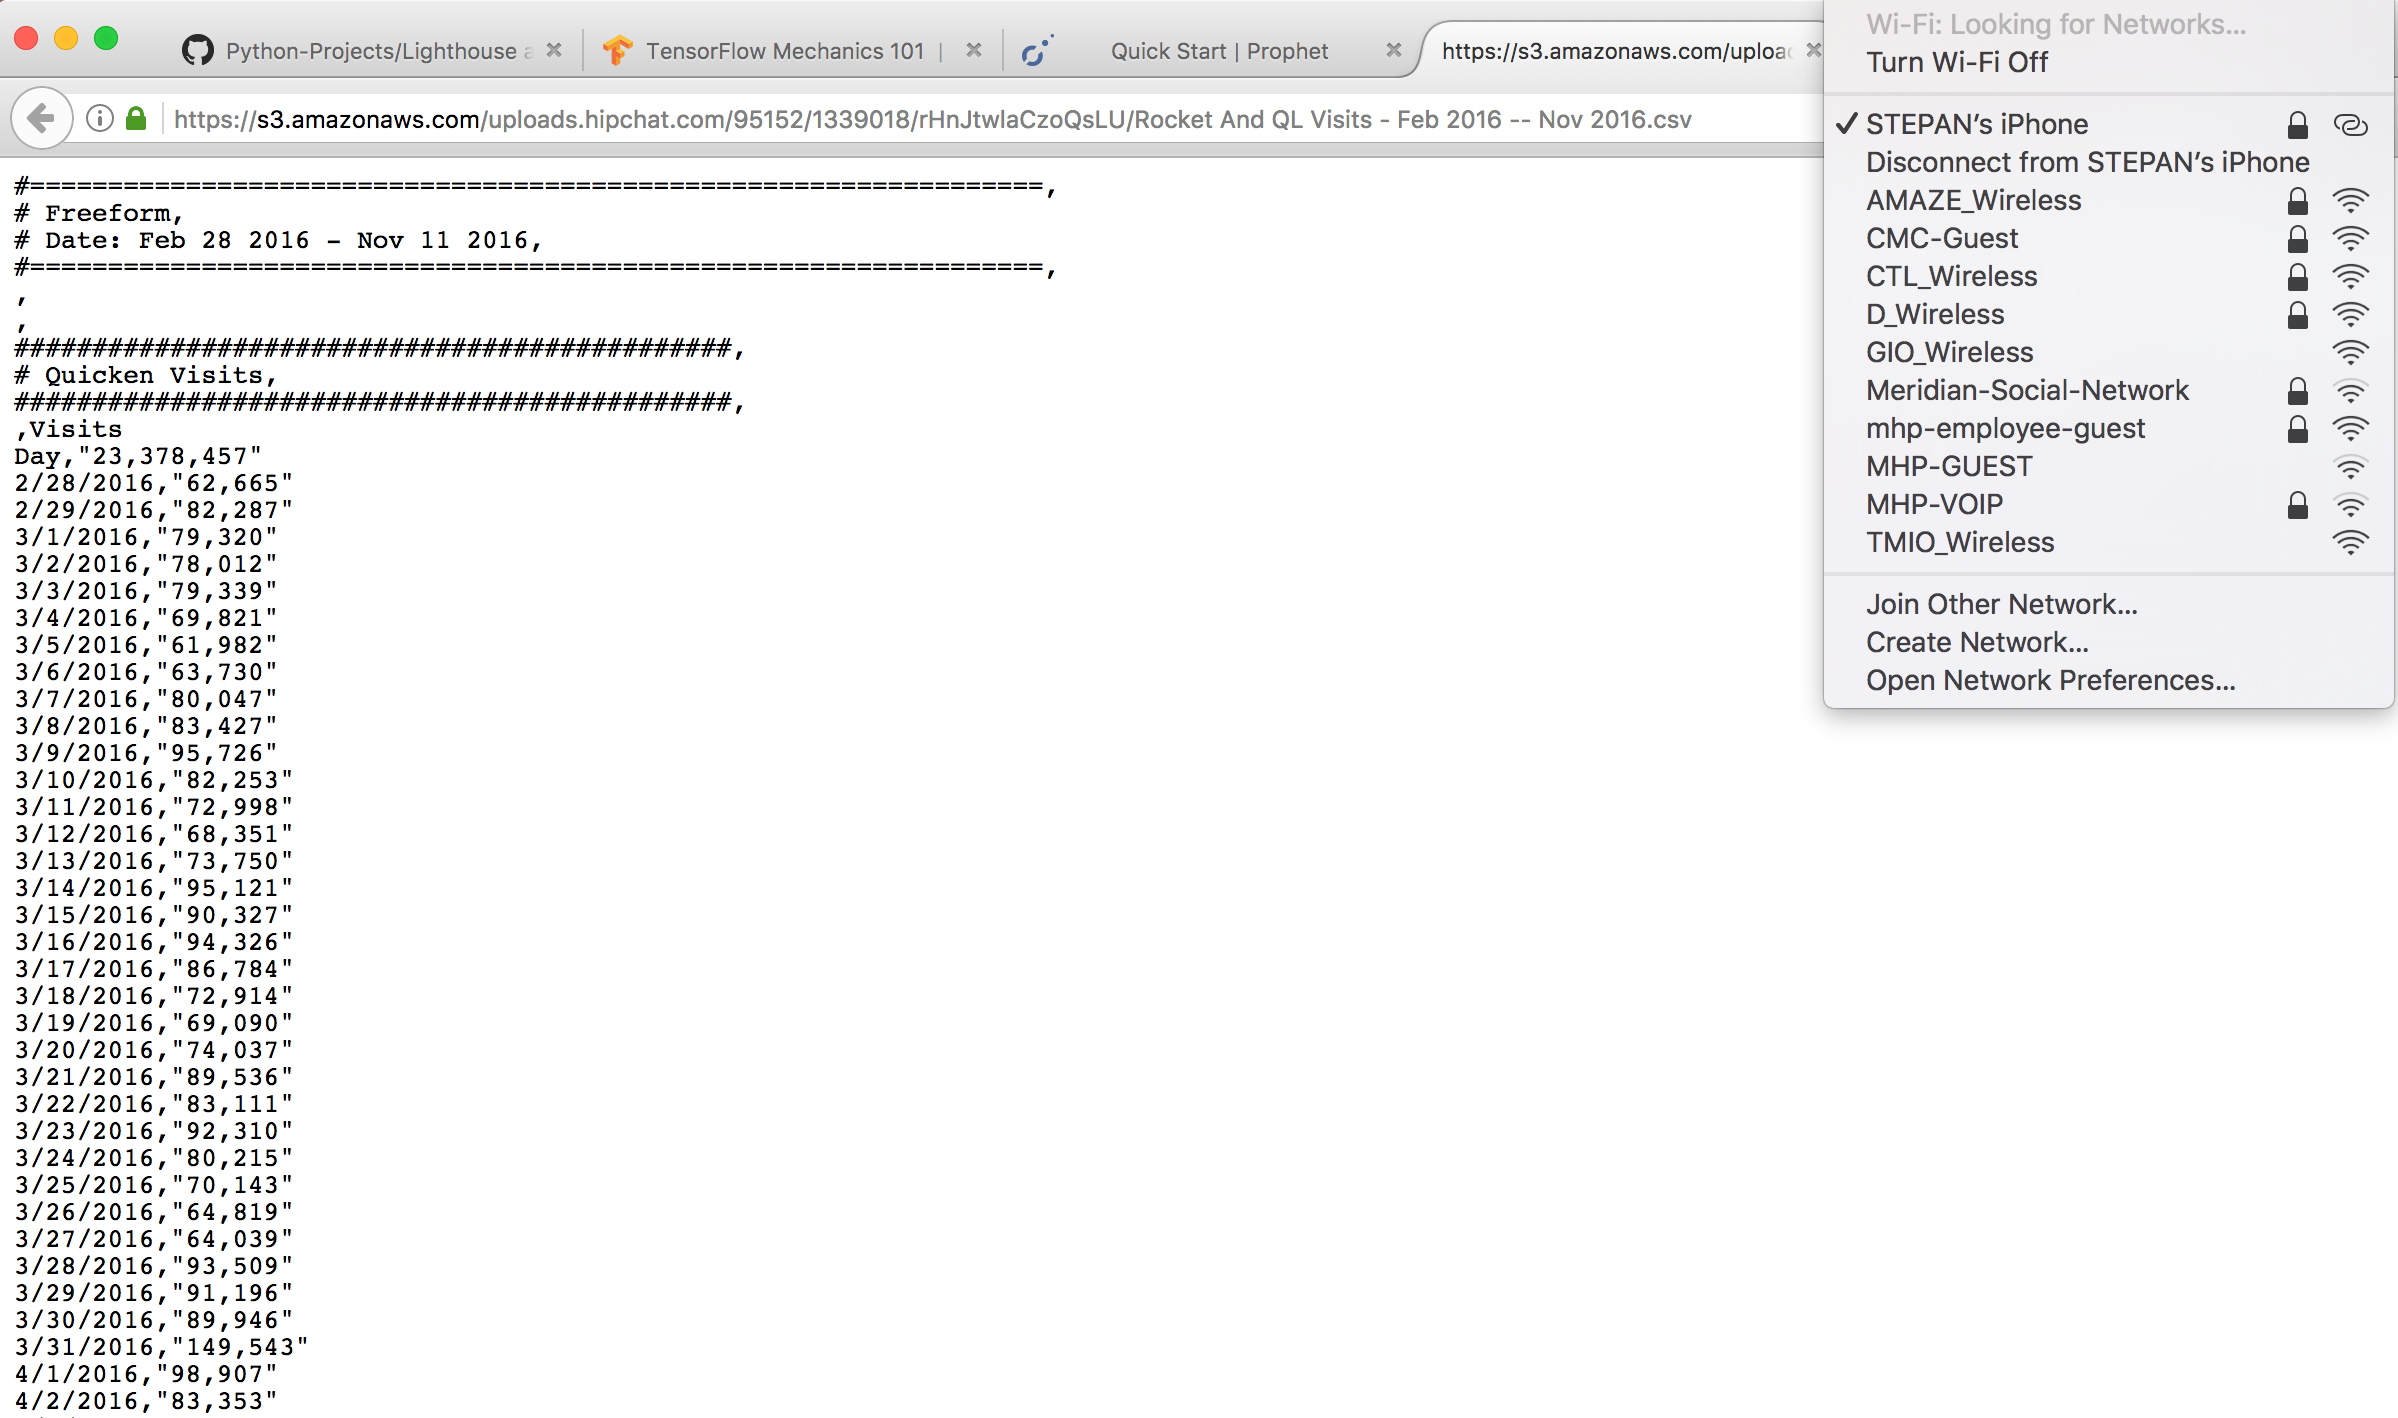 Python-Projects/Lighthouse
TensorFlow Mechanics 101 |
Quick Start | Prophet
https://s3.amazonaws.com/uploa
https://s3.amazonaws.com/uploads.hipchat.com/95152/1339018/rHnJtwlaCzoQsLU/Rocket And QL Visits - Feb 2016 -- Nov 2016.csv
#=================================================================,
# Freeform,
# Date: Feb 28 2016 - Nov 11 2016,
#=================================================================,
,
,
##############################################,
# Quicken Visits,
##############################################,
,Visits
Day,"23,378,457"
2/28/2016,"62,665"
2/29/2016,"82,287"
3/1/2016,"79,320"
3/2/2016,"78,012"
3/3/2016,"79,339"
3/4/2016,"69,821"
3/5/2016,"61,982"
3/6/2016,"63,730"
3/7/2016,"80,047"
3/8/2016,"83,427"
3/9/2016,"95,726"
3/10/2016,"82,253"
3/11/2016,"72,998"
3/12/2016,"68,351"
3/13/2016,"73,750"
3/14/2016,"95,121"
3/15/2016,"90,327"
3/16/2016,"94,326"
3/17/2016,"86,784"
3/18/2016,"72,914"
3/19/2016,"69,090"
3/20/2016,"74,037"
3/21/2016,"89,536"
3/22/2016,"83,111"
3/23/2016,"92,310"
3/24/2016,"80,215"
3/25/2016,"70,143"
3/26/2016,"64,819"
3/27/2016,"64,039"
3/28/2016,"93,509"
3/29/2016,"91,196"
3/30/2016,"89,946"
3/31/2016,"149,543"
4/1/2016,"98,907"
4/2/2016,"83,353"
Wi-Fi: Looking for Networks...
Turn Wi-Fi Off
✓ STEPAN’s iPhone
Disconnect from STEPAN’s iPhone
AMAZE_Wireless
CMC-Guest
CTL_Wireless
D_Wireless
GIO_Wireless
Meridian-Social-Network
mhp-employee-guest
MHP-GUEST
MHP-VOIP
TMIO_Wireless
Join Other Network...
Create Network...
Open Network Preferences...